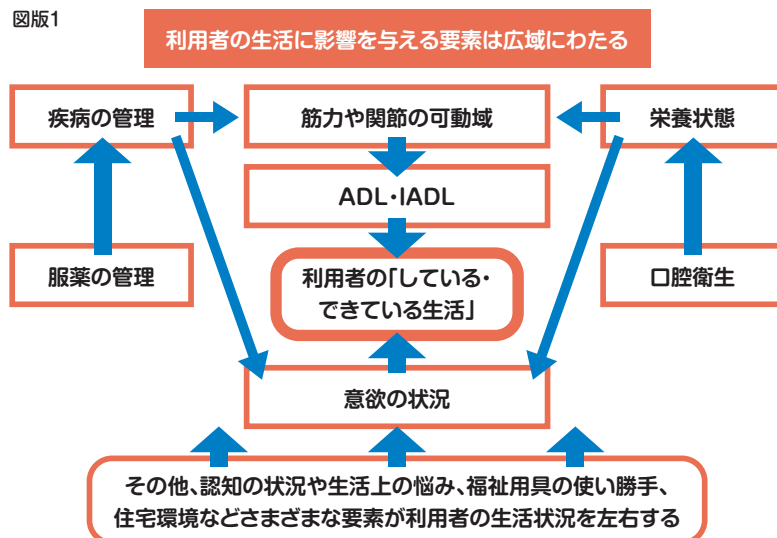 図版1
利用者の生活に影響を与える要素は広域にわたる
疾病の管理
筋力や関節の可動域
栄養状態
ADL・IADL
服薬の管理
利用者の「している・
できている生活」
口腔衛生
意欲の状況
その他、認知の状況や生活上の悩み、福祉用具の使い勝手、
住宅環境などさまざまな要素が利用者の生活状況を左右する